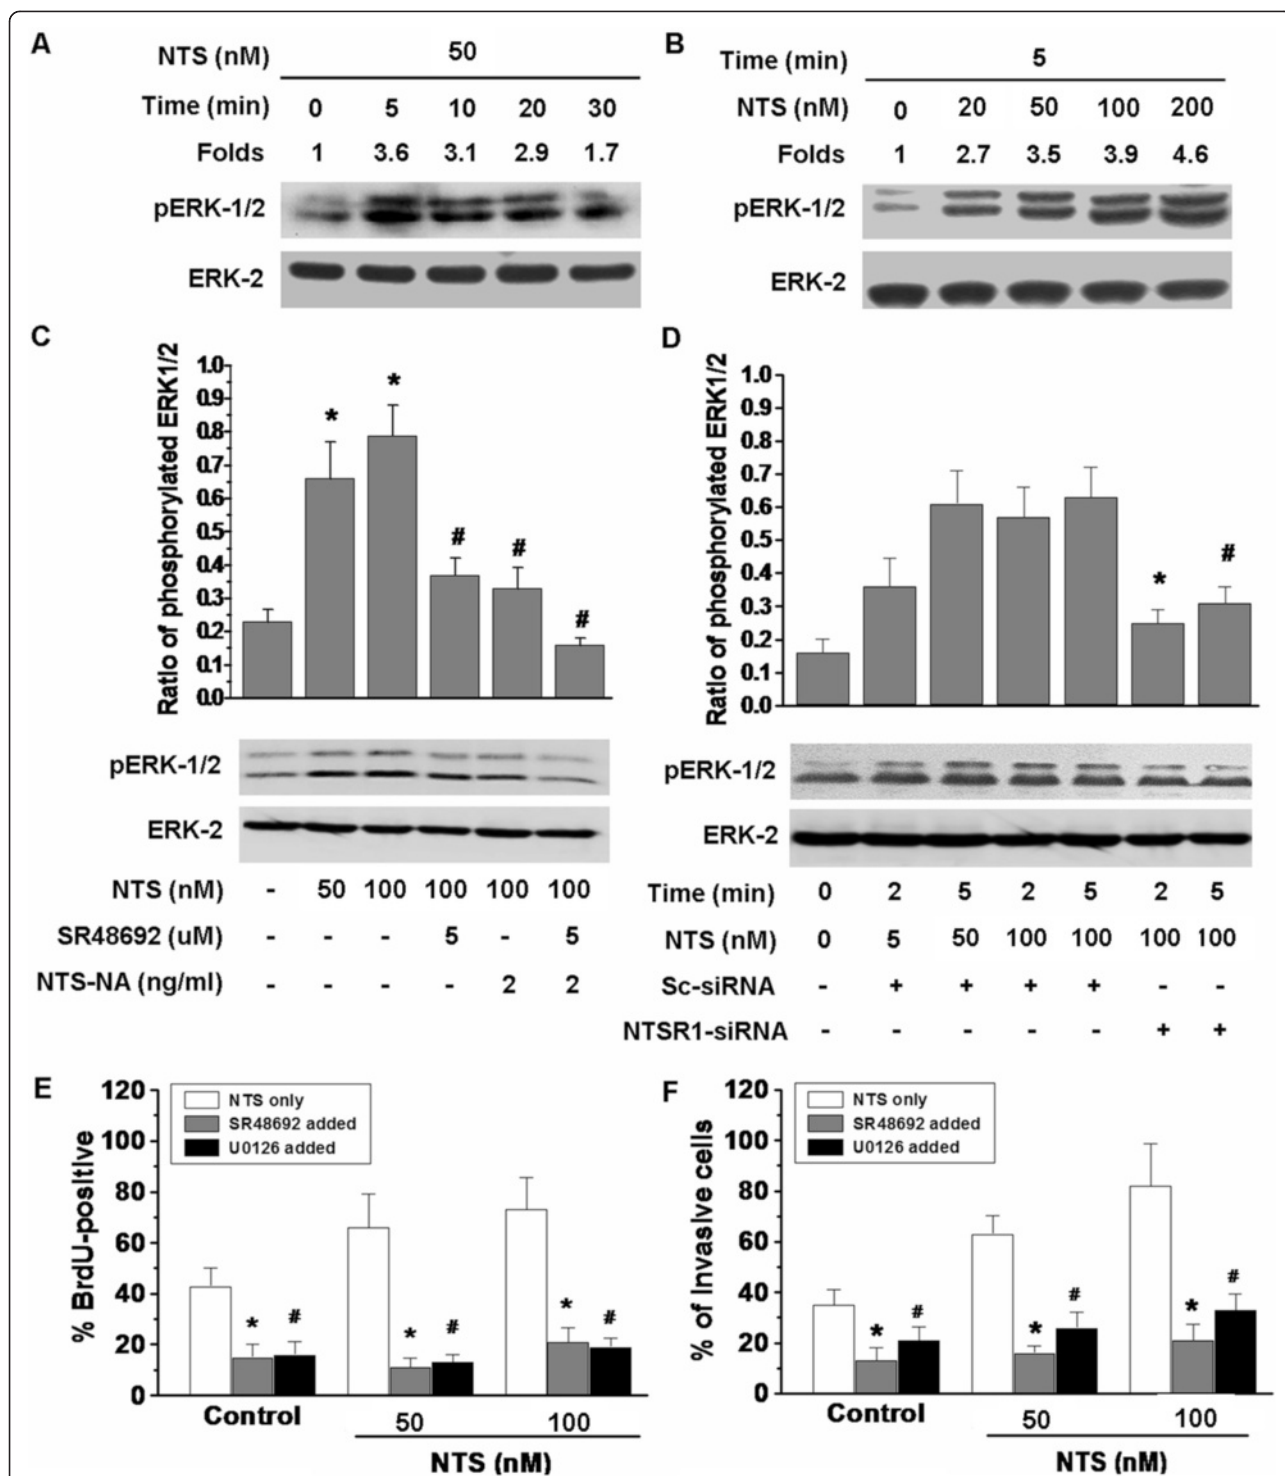 A
NTS (nM) 50
Time (min) 0 5 10 20 30
Folds 1 3.6 3.1 2.9 1.7
pERK-1/2
ERK-2
B
Time (min) 5
NTS (nM) 0 20 50 100 200
Folds 1 2.7 3.5 3.9 4.6
pERK-1/2
ERK-2
C
Ratio of phosphorylated ERK1/2
1.0
0.9
0.8
0.7
0.6
0.5
0.4
0.3
0.2
0.1
0.0
* * # # #
pERK-1/2
ERK-2
NTS (nM) - 50 100 100 100 100
SR48692 (uM) - - - 5 - 5
NTS-NA (ng/ml) - - - - 2 2
D
Ratio of phosphorylated ERK1/2
1.0
0.9
0.8
0.7
0.6
0.5
0.4
0.3
0.2
0.1
0.0
* #
pERK-1/2
ERK-2
Time (min) 0 2 5 2 5 2 5
NTS (nM) 0 5 50 100 100 100 100
Sc-siRNA - + + + + - -
NTSR1-siRNA - - - - - + +
E
% BrdU-positive
120
100
80
60
40
20
0
NTS only
SR48692 added
U0126 added
* # * # * #
Control 50 100
NTS (nM)
F
% of Invasive cells
120
100
80
60
40
20
0
NTS only
SR48692 added
U0126 added
* # * # * #
Control 50 100
NTS (nM)